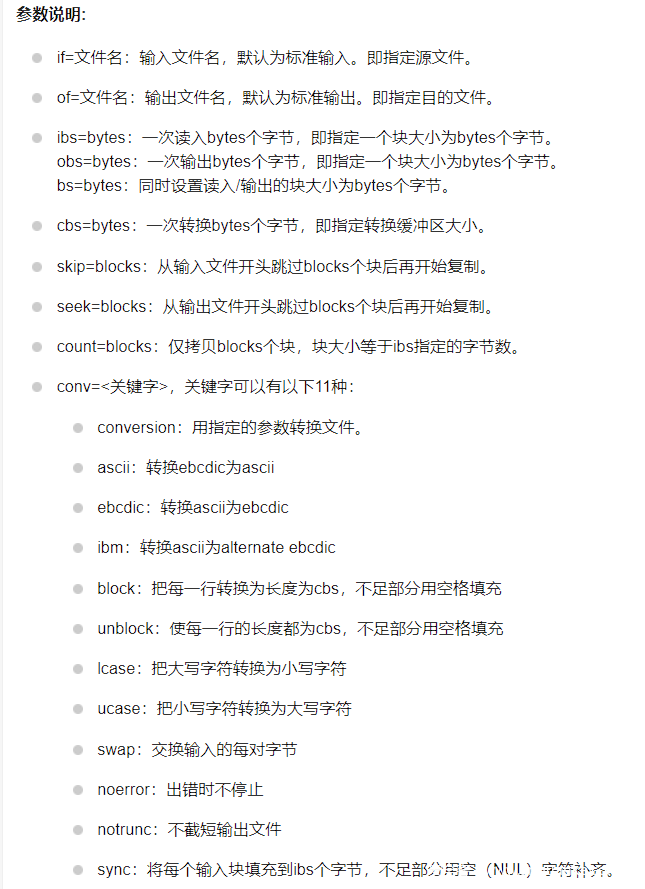 参数说明:
if=文件名：输入文件名，默认为标准输入。即指定源文件。
of=文件名：输出文件名，默认为标准输出。即指定目的文件。
ibs=bytes：一次读入bytes个字节，即指定一个块大小为bytes个字节。
obs=bytes：一次输出bytes个字节，即指定一个块大小为bytes个字节。
bs=bytes：同时设置读入/输出的块大小为bytes个字节。
cbs=bytes：一次转换bytes个字节，即指定转换缓冲区大小。
skip=blocks：从输入文件开头跳过blocks个块后再开始复制。
seek=blocks：从输出文件开头跳过blocks个块后再开始复制。
count=blocks：仅拷贝blocks个块，块大小等于ibs指定的字节数。
conv=<关键字>，关键字可以有以下11种：
conversion：用指定的参数转换文件。
ascii：转换ebcdic为ascii
ebcdic：转换ascii为ebcdic
ibm：转换ascii为alternate ebcdic
block：把每一行转换为长度为cbs，不足部分用空格填充
unblock：使每一行的长度都为cbs，不足部分用空格填充
lcase：把大写字符转换为小写字符
ucase：把小写字符转换为大写字符
swap：交换输入的每对字节
noerror：出错时不停止
notrunc：不截短输出文件
sync：将每个输入块填充到ibs个字节，不足部分用空（NUL）字符补齐。